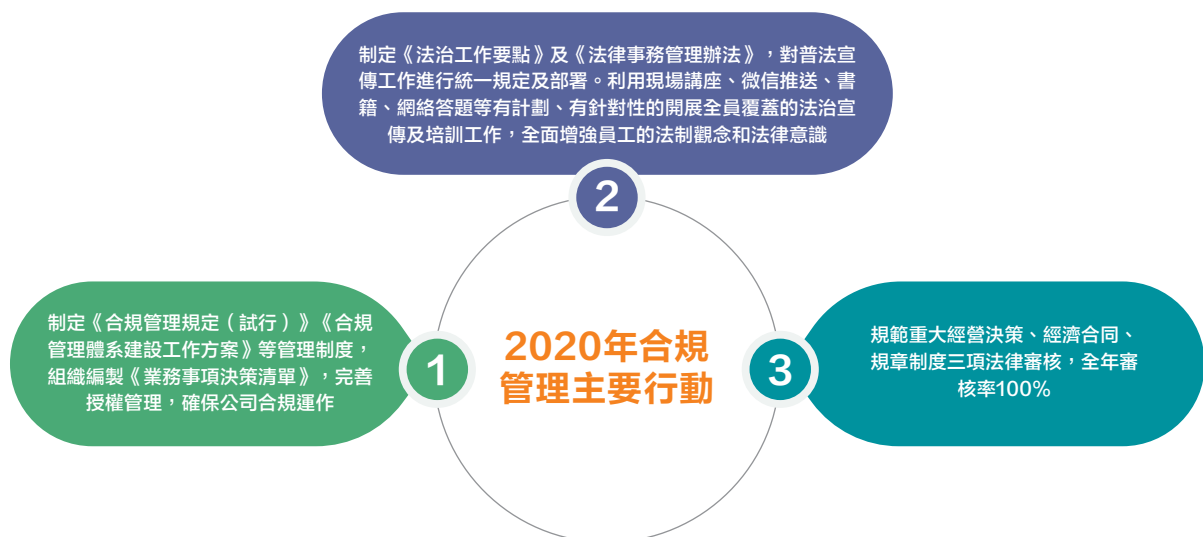 制定《法治工作要點》及《法律事務管理辦法》，對普法宣
傳工作進行統一規定及部署。利用現場講座、微信推送、書
籍、網絡答題等有計劃、有針對性的開展全員覆蓋的法治宣
傳及培訓工作，全面增強員工的法制觀念和法律意識
2
制定《合規管理規定（試行）》《合規
管理體系建設工作方案》等管理制度，
組織編製《業務事項決策清單》，完善
授權管理，確保公司合規運作
1
2020年合規
管理主要行動
3
規範重大經營決策、經濟合同、
規章制度三項法律審核，全年審
核率100%